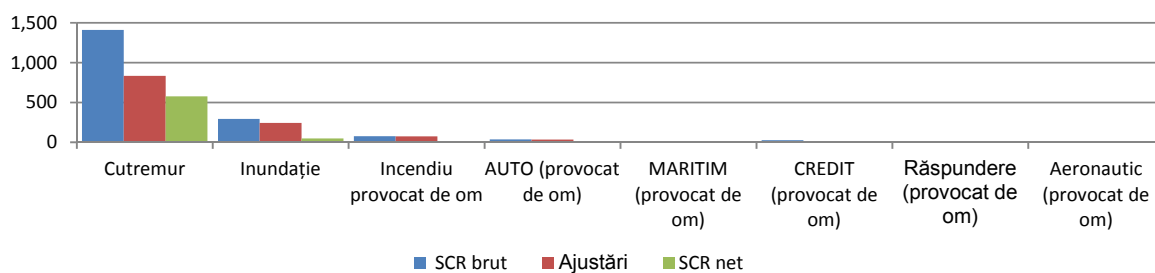 1,500
1,000
500
0
Cutremur
Inundație
Incendiu
provocat de om
AUTO (provocat
de om)
MARITIM
(provocat de
om)
CREDIT
(provocat de
om)
Răspundere
(provocat de
om)
Aeronautic
(provocat de
om)
SCR brut
Ajustări
SCR net